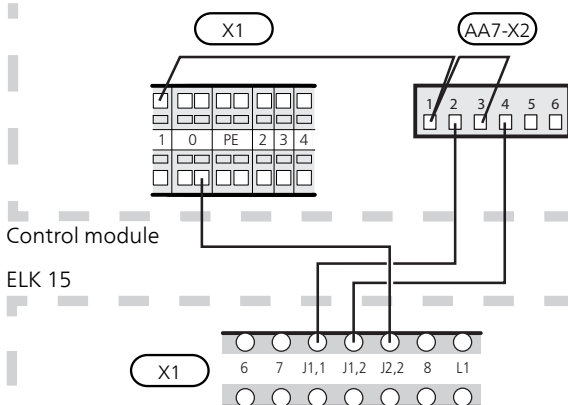 X1 AA7-X2
1 2 3 4 5 6
1 0 PE 2 3 4
Control module
ELK 15
X1 6 7 J1,1 J1,2 J2,2 8 L1